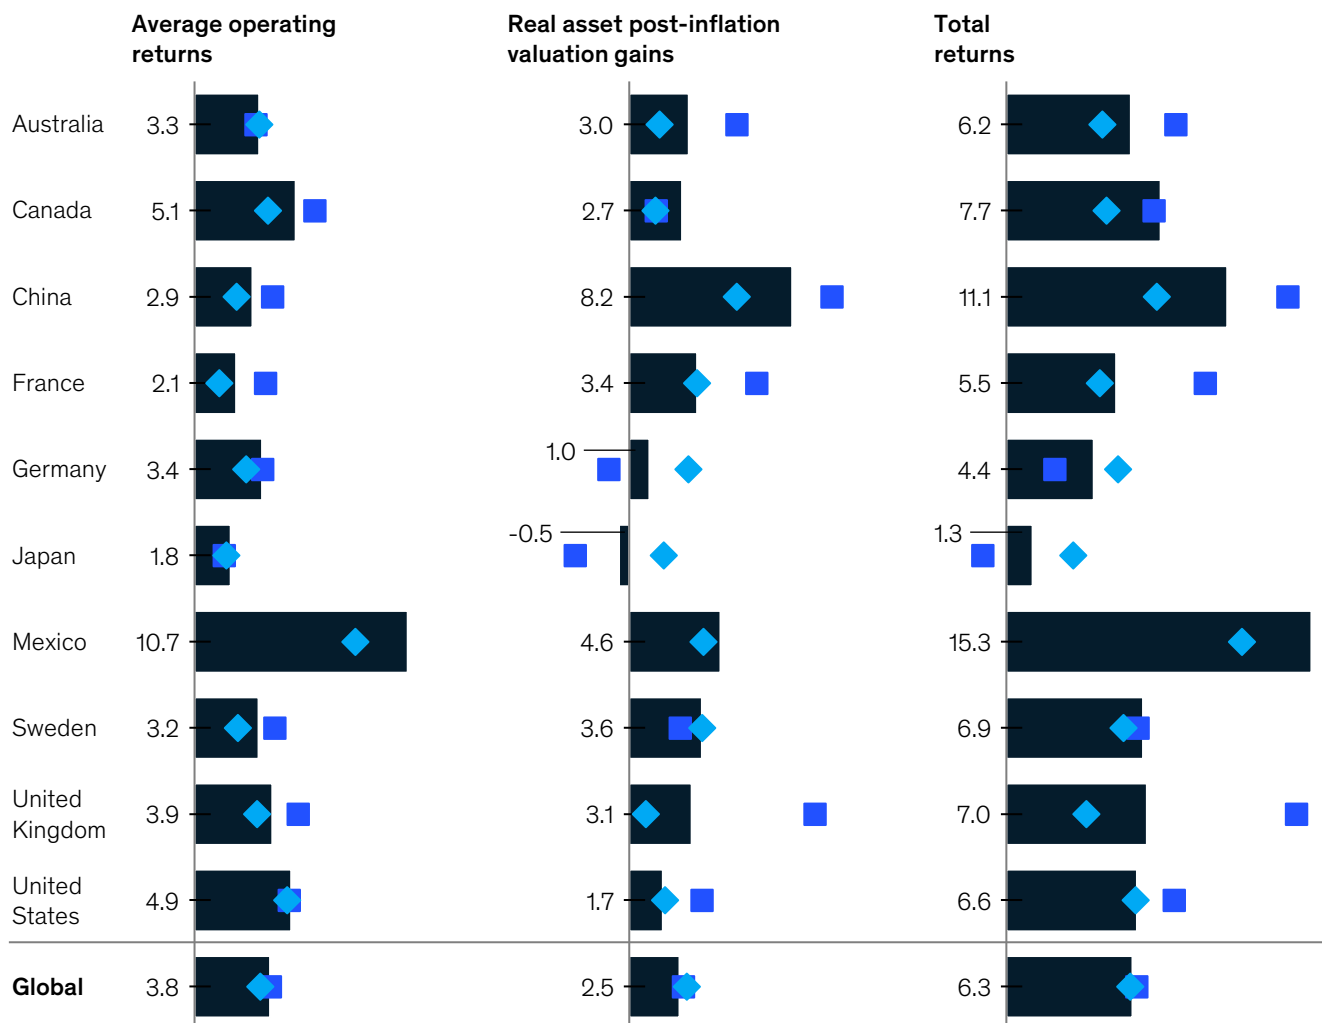 Average operating
returns
Real asset post-inflation
valuation gains
Total
returns
Australia 3.3 3.0 6.2
Canada 5.1 2.7 7.7
China 2.9 8.2 11.1
France 2.1 3.4 5.5
Germany 3.4 1.0 4.4
Japan 1.8 -0.5 1.3
Mexico 10.7 4.6 15.3
Sweden 3.2 3.6 6.9
United
Kingdom 3.9 3.1 7.0
United
States 4.9 1.7 6.6
Global 3.8 2.5 6.3